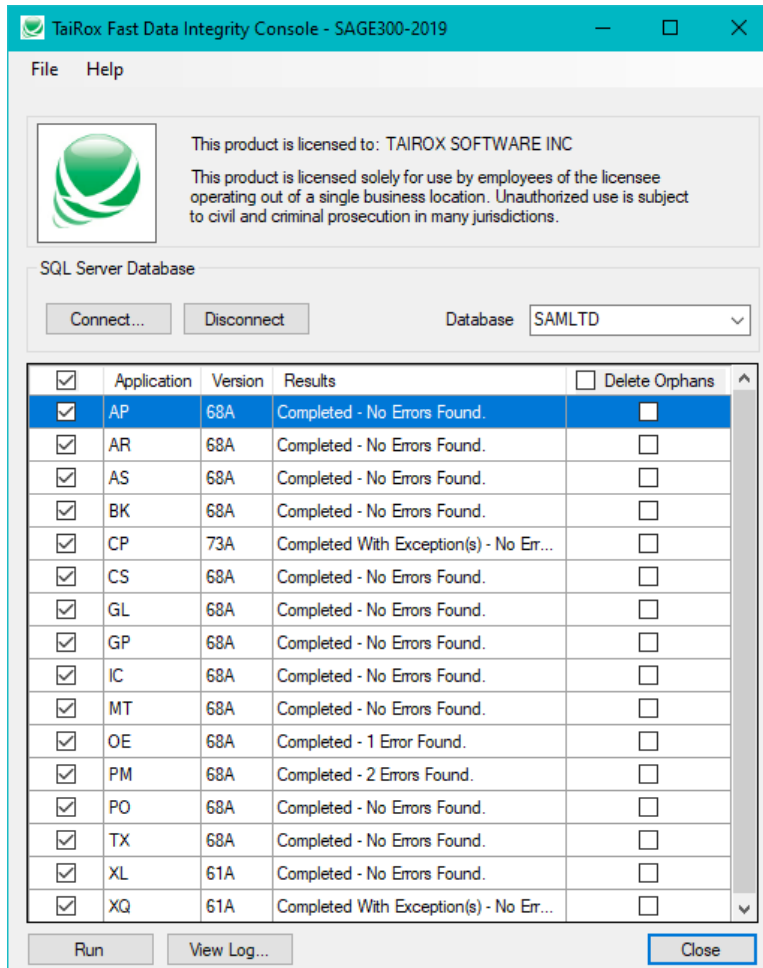 TaiRox Fast Data Integrity Console - SAGE300-2019
File Help
This product is licensed to: TAIROX SOFTWARE INC
This product is licensed solely for use by employees of the licensee
operating out of a single business location. Unauthorized use is subject
to civil and criminal prosecution in many jurisdictions.
SQL Server Database
Connect... Disconnect Database SAMLTD
Application Version Results Delete Orphans
AP 68A Completed - No Errors Found.
AR 68A Completed - No Errors Found.
AS 68A Completed - No Errors Found.
BK 68A Completed - No Errors Found.
CP 73A Completed With Exception(s) - No Err...
CS 68A Completed - No Errors Found.
GL 68A Completed - No Errors Found.
GP 68A Completed - No Errors Found.
IC 68A Completed - No Errors Found.
MT 68A Completed - No Errors Found.
OE 68A Completed - 1 Error Found.
PM 68A Completed - 2 Errors Found.
PO 68A Completed - No Errors Found.
TX 68A Completed - No Errors Found.
XL 61A Completed - No Errors Found.
XQ 61A Completed With Exception(s) - No Err...
Run View Log... Close